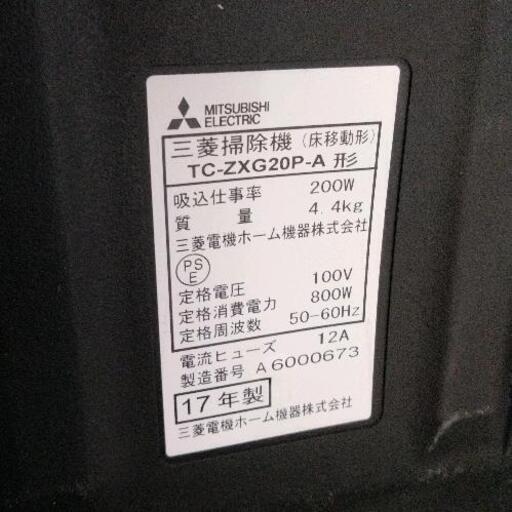 MITSUBISHI
ELECTRIC
三菱掃除機（床移動形）
TC-ZXG20P-A 形
吸込仕事率 200W
質量 4.4kg
三菱電機ホーム機器株式会社
PS
E
定格電圧 100V
定格消費電力 800W
定格周波数 50-60Hz
電流ヒューズ 12A
製造番号 A6000673
17年製
三菱電機ホーム機器株式会社